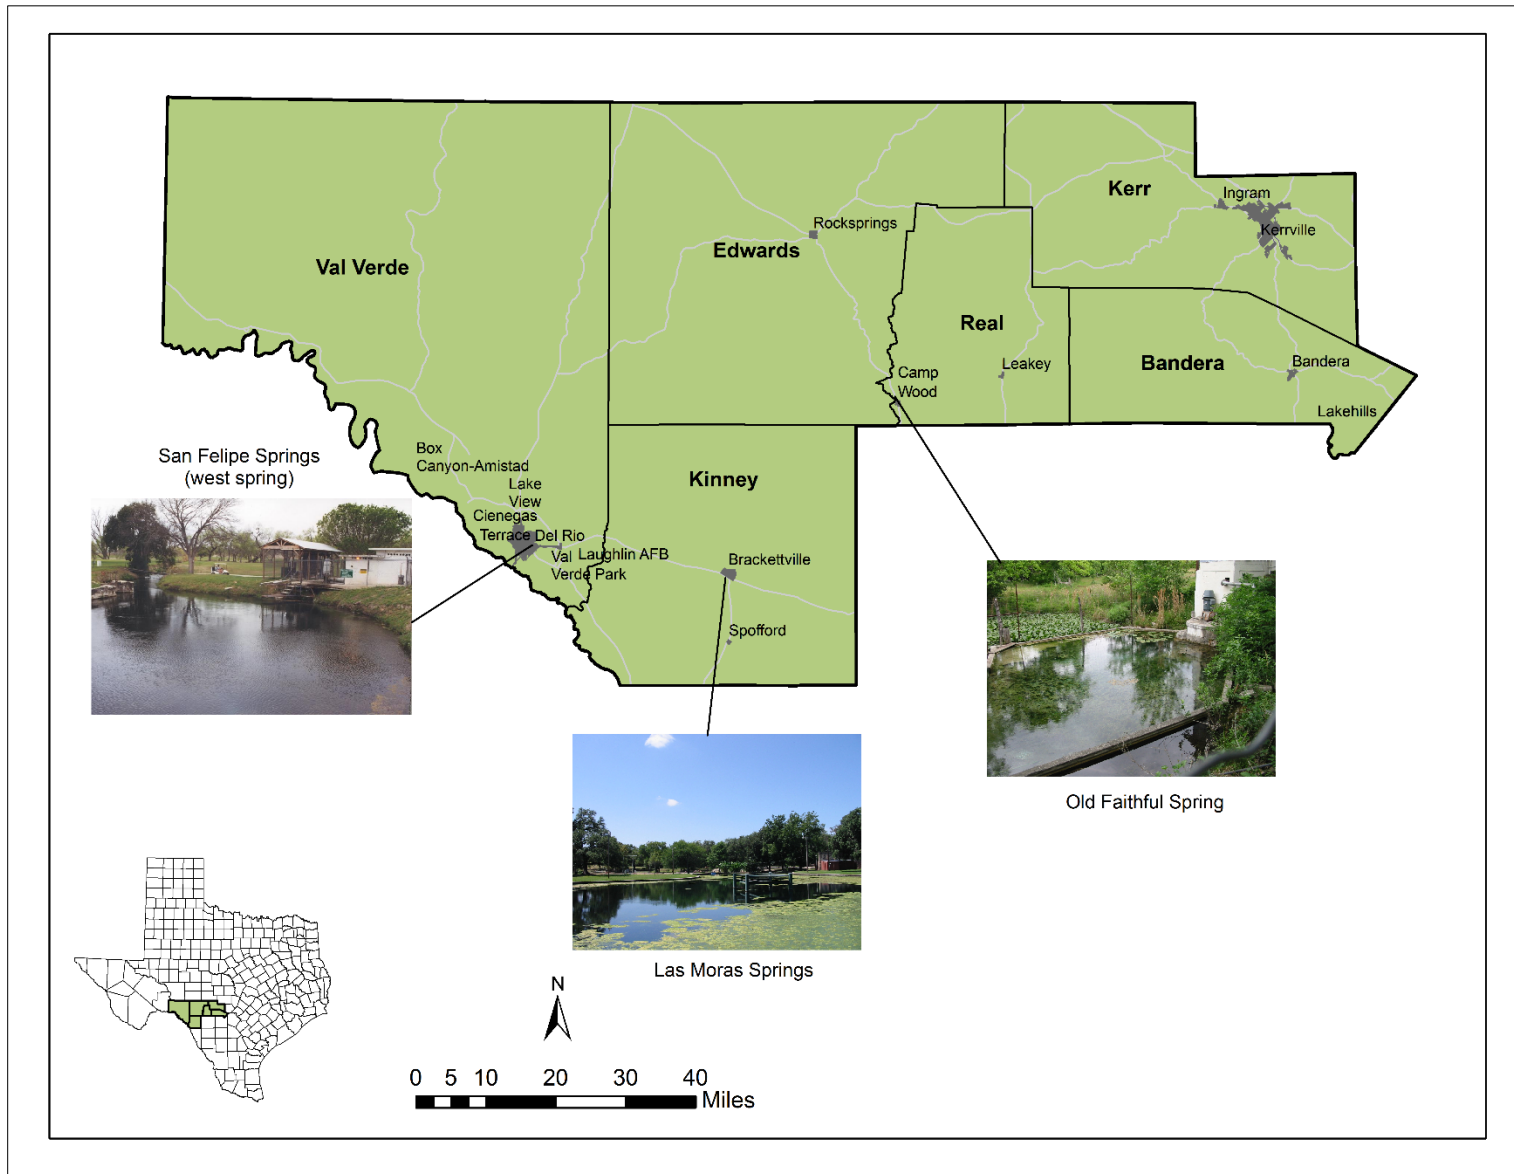 Val Verde
Edwards
Rocksprings
Kerr
Ingram
Kerrville
Real
Leakey
Camp
Wood
Bandera
Bandera
Lakehills
Kinney
Brackettville
Spofford
Box
Canyon-Amistad
Lake
View
Cienegas
Terrace
Del Rio
Val
Verde Park
Laughlin AFB
San Felipe Springs
(west spring)
Las Moras Springs
Old Faithful Spring
N
0 5 10 20 30 40
Miles